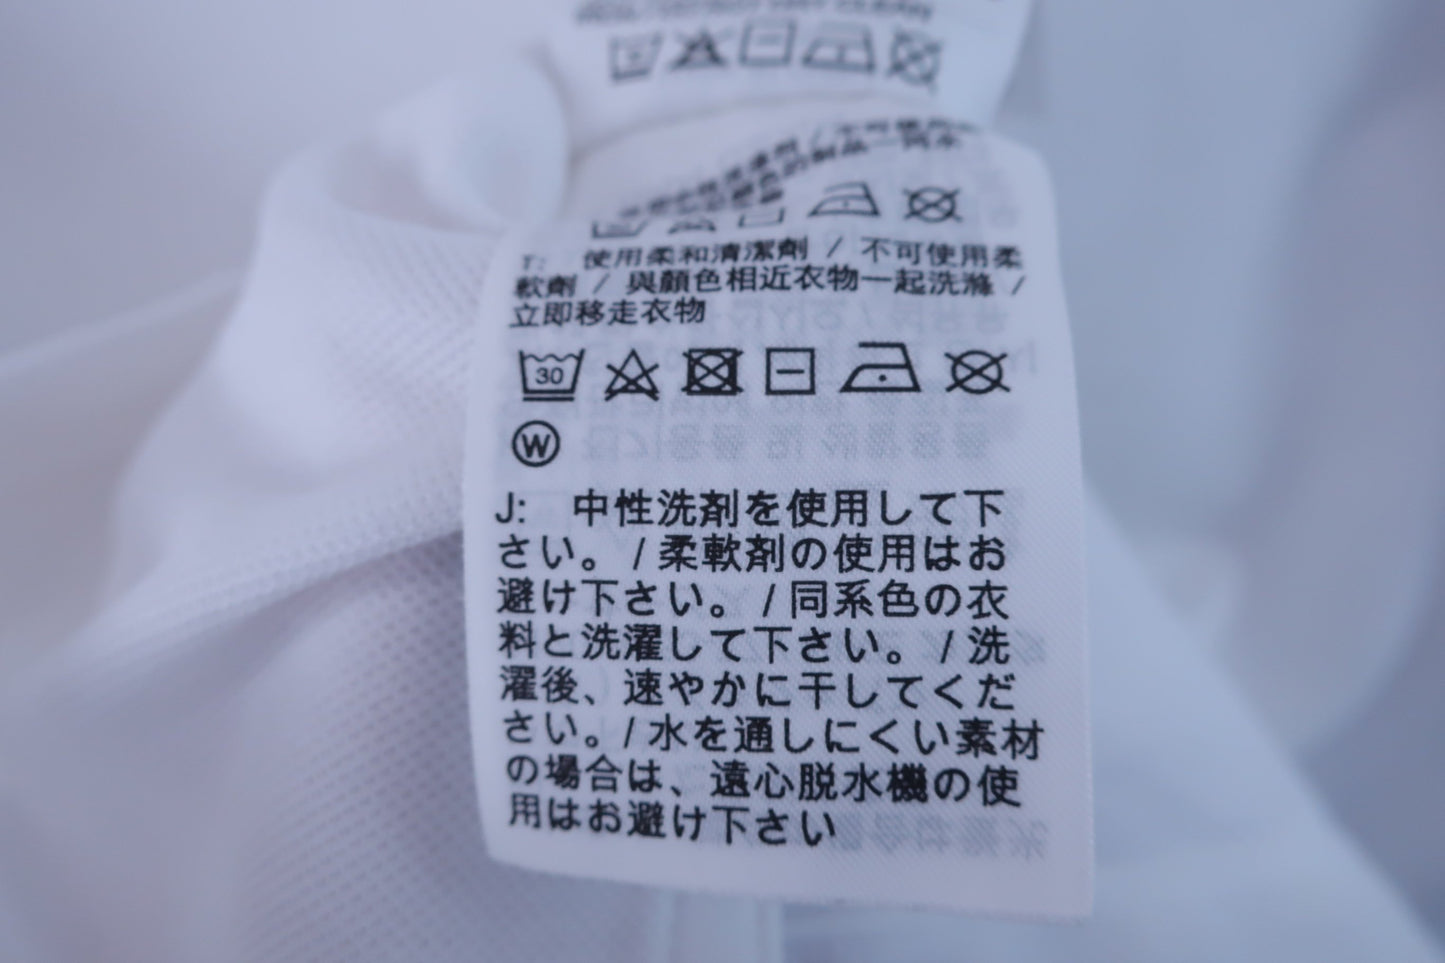 T: 使用柔和清潔劑 / 不可使用柔
軟劑 / 與顏色相近衣物一起洗滌 /
立即移走衣物
30
W
J: 中性洗剤を使用して下
さい。/ 柔軟剤の使用はお
避け下さい。/ 同系色の衣
料と洗濯して下さい。/ 洗
濯後、速やかに干してくだ
さい。/ 水を通しにくい素材
の場合は、遠心脱水機の使
用はお避け下さい